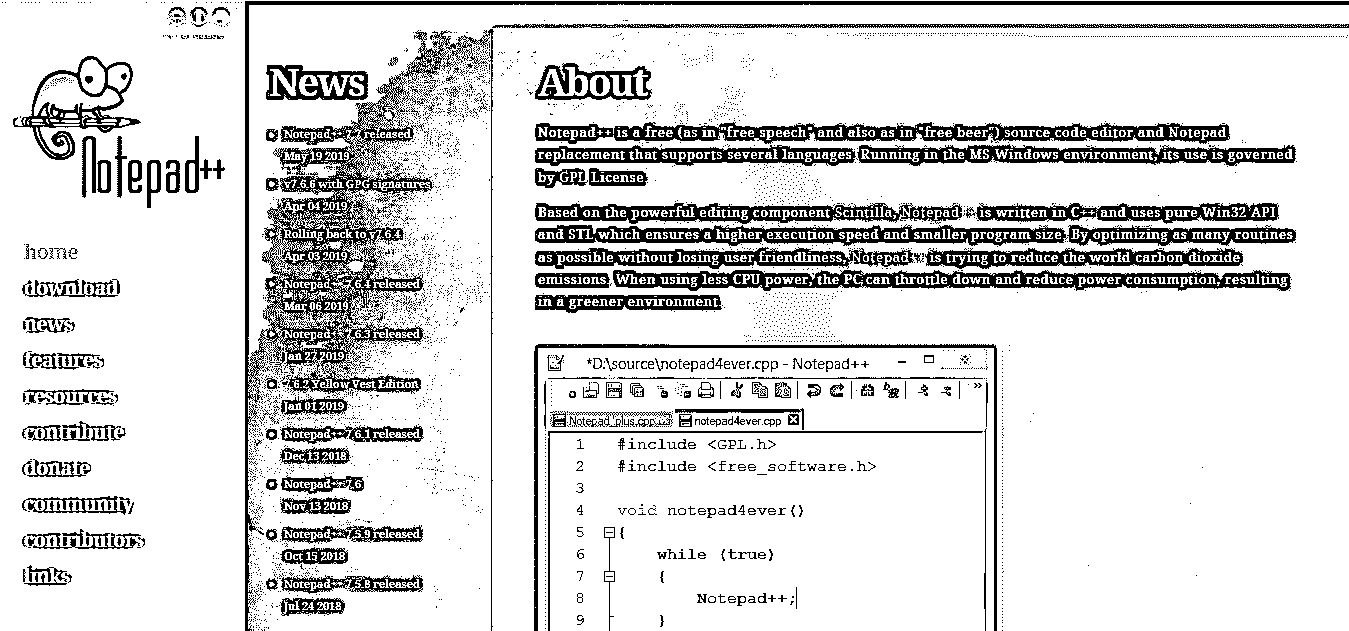 Notepad++
home
download
news
features
resources
contribute
donate
community
contributors
links
News
Notepad++ 7.7 released
May 19 2019
v7.6.6 with GPG signatures
Apr 04 2019
Rolling back to v7.6.4
Apr 03 2019
Notepad++ 7.6.4 released
Mar 06 2019
Notepad++ 7.6.3 released
Jan 27 2019
7.6.2 Yellow Vest Edition
Jan 01 2019
Notepad++ 7.6.1 released
Dec 13 2018
Notepad++ 7.6
Nov 13 2018
Notepad++ 7.5.9 released
Oct 15 2018
Notepad++ 7.5.8 released
Jul 24 2018
About
Notepad++ is a free (as in "free speech" and also as in "free beer") source code editor and Notepad
replacement that supports several languages. Running in the MS Windows environment, its use is governed
by GPL License.
Based on the powerful editing component Scintilla, Notepad++ is written in C++ and uses pure Win32 API
and STL which ensures a higher execution speed and smaller program size. By optimizing as many routines
as possible without losing user friendliness, Notepad++ is trying to reduce the world carbon dioxide
emissions. When using less CPU power, the PC can throttle down and reduce power consumption, resulting
in a greener environment.
*D:\source\notepad4ever.cpp - Notepad++
Notepad_plus.cpp notepad4ever.cpp
1 #include <GPL.h>
2 #include <free_software.h>
3
4 void notepad4ever()
5 {
6 while (true)
7 {
8 Notepad++;
9 }